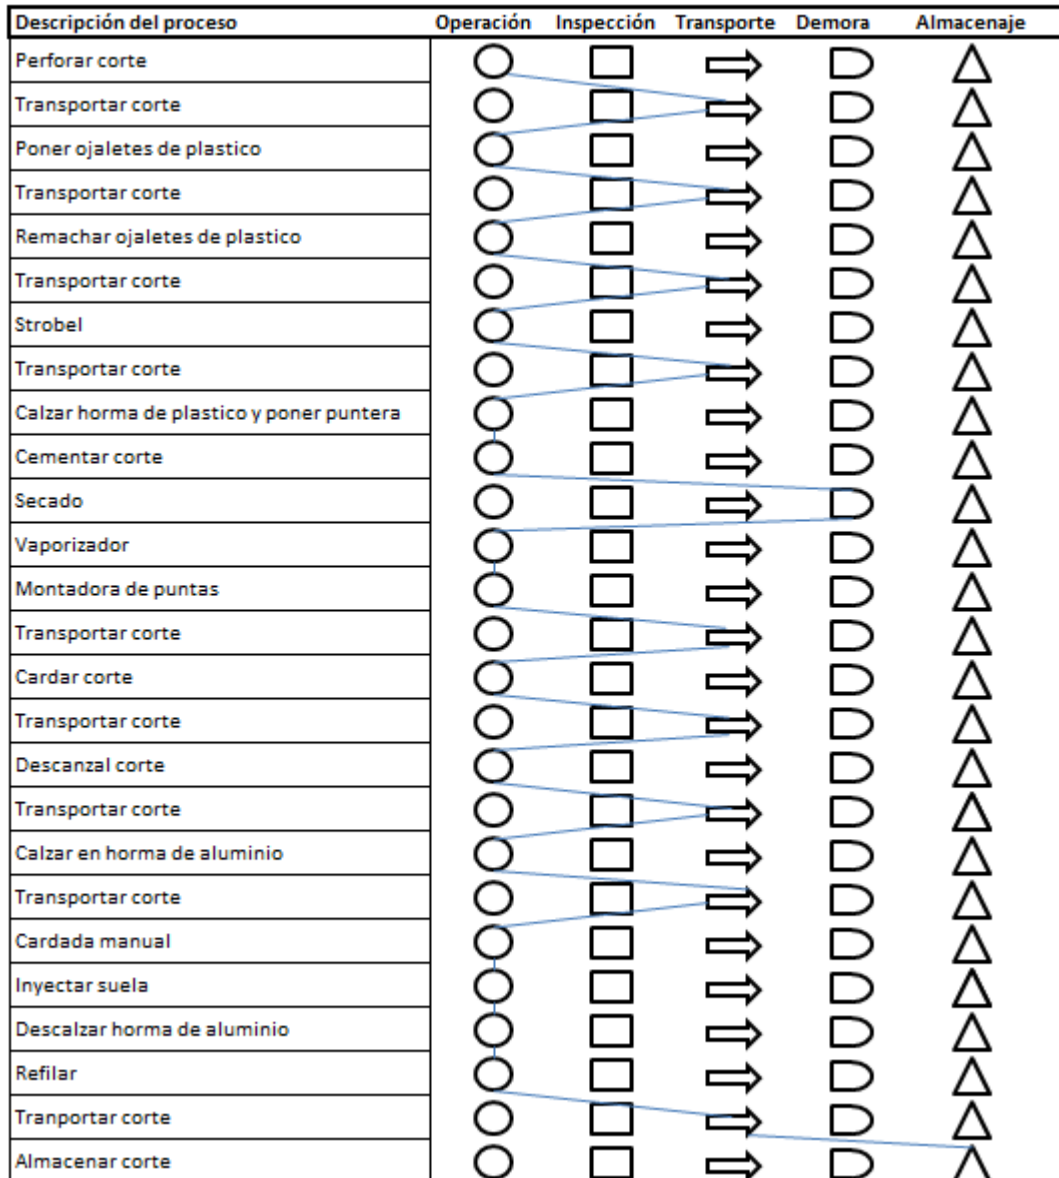 Descripción del proceso Operación Inspección Transporte Demora Almacenaje
Perforar corte
Transportar corte
Poner ojaletes de plastico
Transportar corte
Remachar ojaletes de plastico
Transportar corte
Strobel
Transportar corte
Calzar horma de plastico y poner puntera
Cementar corte
Secado
Vaporizador
Montadora de puntas
Transportar corte
Cardar corte
Transportar corte
Descanzal corte
Transportar corte
Calzar en horma de aluminio
Transportar corte
Cardada manual
Inyectar suela
Descalzar horma de aluminio
Refilar
Tranportar corte
Almacenar corte